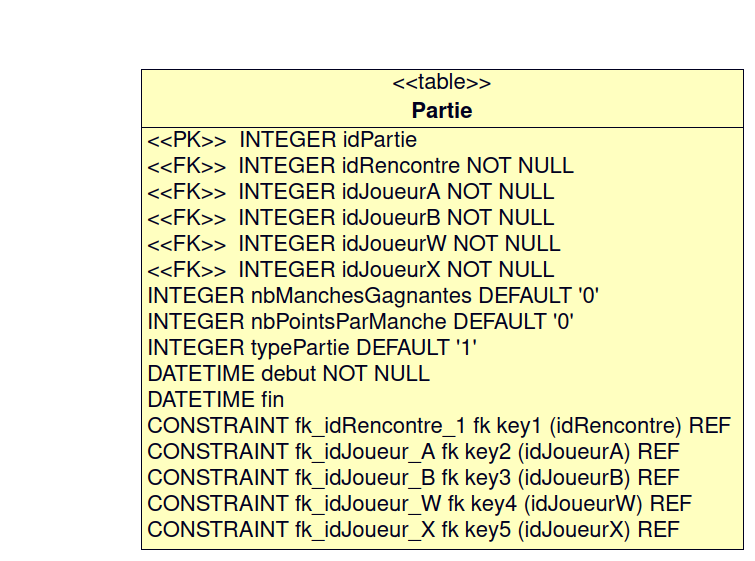 <<table>>
Partie
<<PK>> INTEGER idPartie
<<FK>> INTEGER idRencontre NOT NULL
<<FK>> INTEGER idJoueurA NOT NULL
<<FK>> INTEGER idJoueurB NOT NULL
<<FK>> INTEGER idJoueurW NOT NULL
<<FK>> INTEGER idJoueurX NOT NULL
INTEGER nbManchesGagnantes DEFAULT '0'
INTEGER nbPointsParManche DEFAULT '0'
INTEGER typePartie DEFAULT '1'
DATETIME debut NOT NULL
DATETIME fin
CONSTRAINT fk_idRencontre_1 fk key1 (idRencontre) REF
CONSTRAINT fk_idJoueur_A fk key2 (idJoueurA) REF
CONSTRAINT fk_idJoueur_B fk key3 (idJoueurB) REF
CONSTRAINT fk_idJoueur_W fk key4 (idJoueurW) REF
CONSTRAINT fk_idJoueur_X fk key5 (idJoueurX) REF